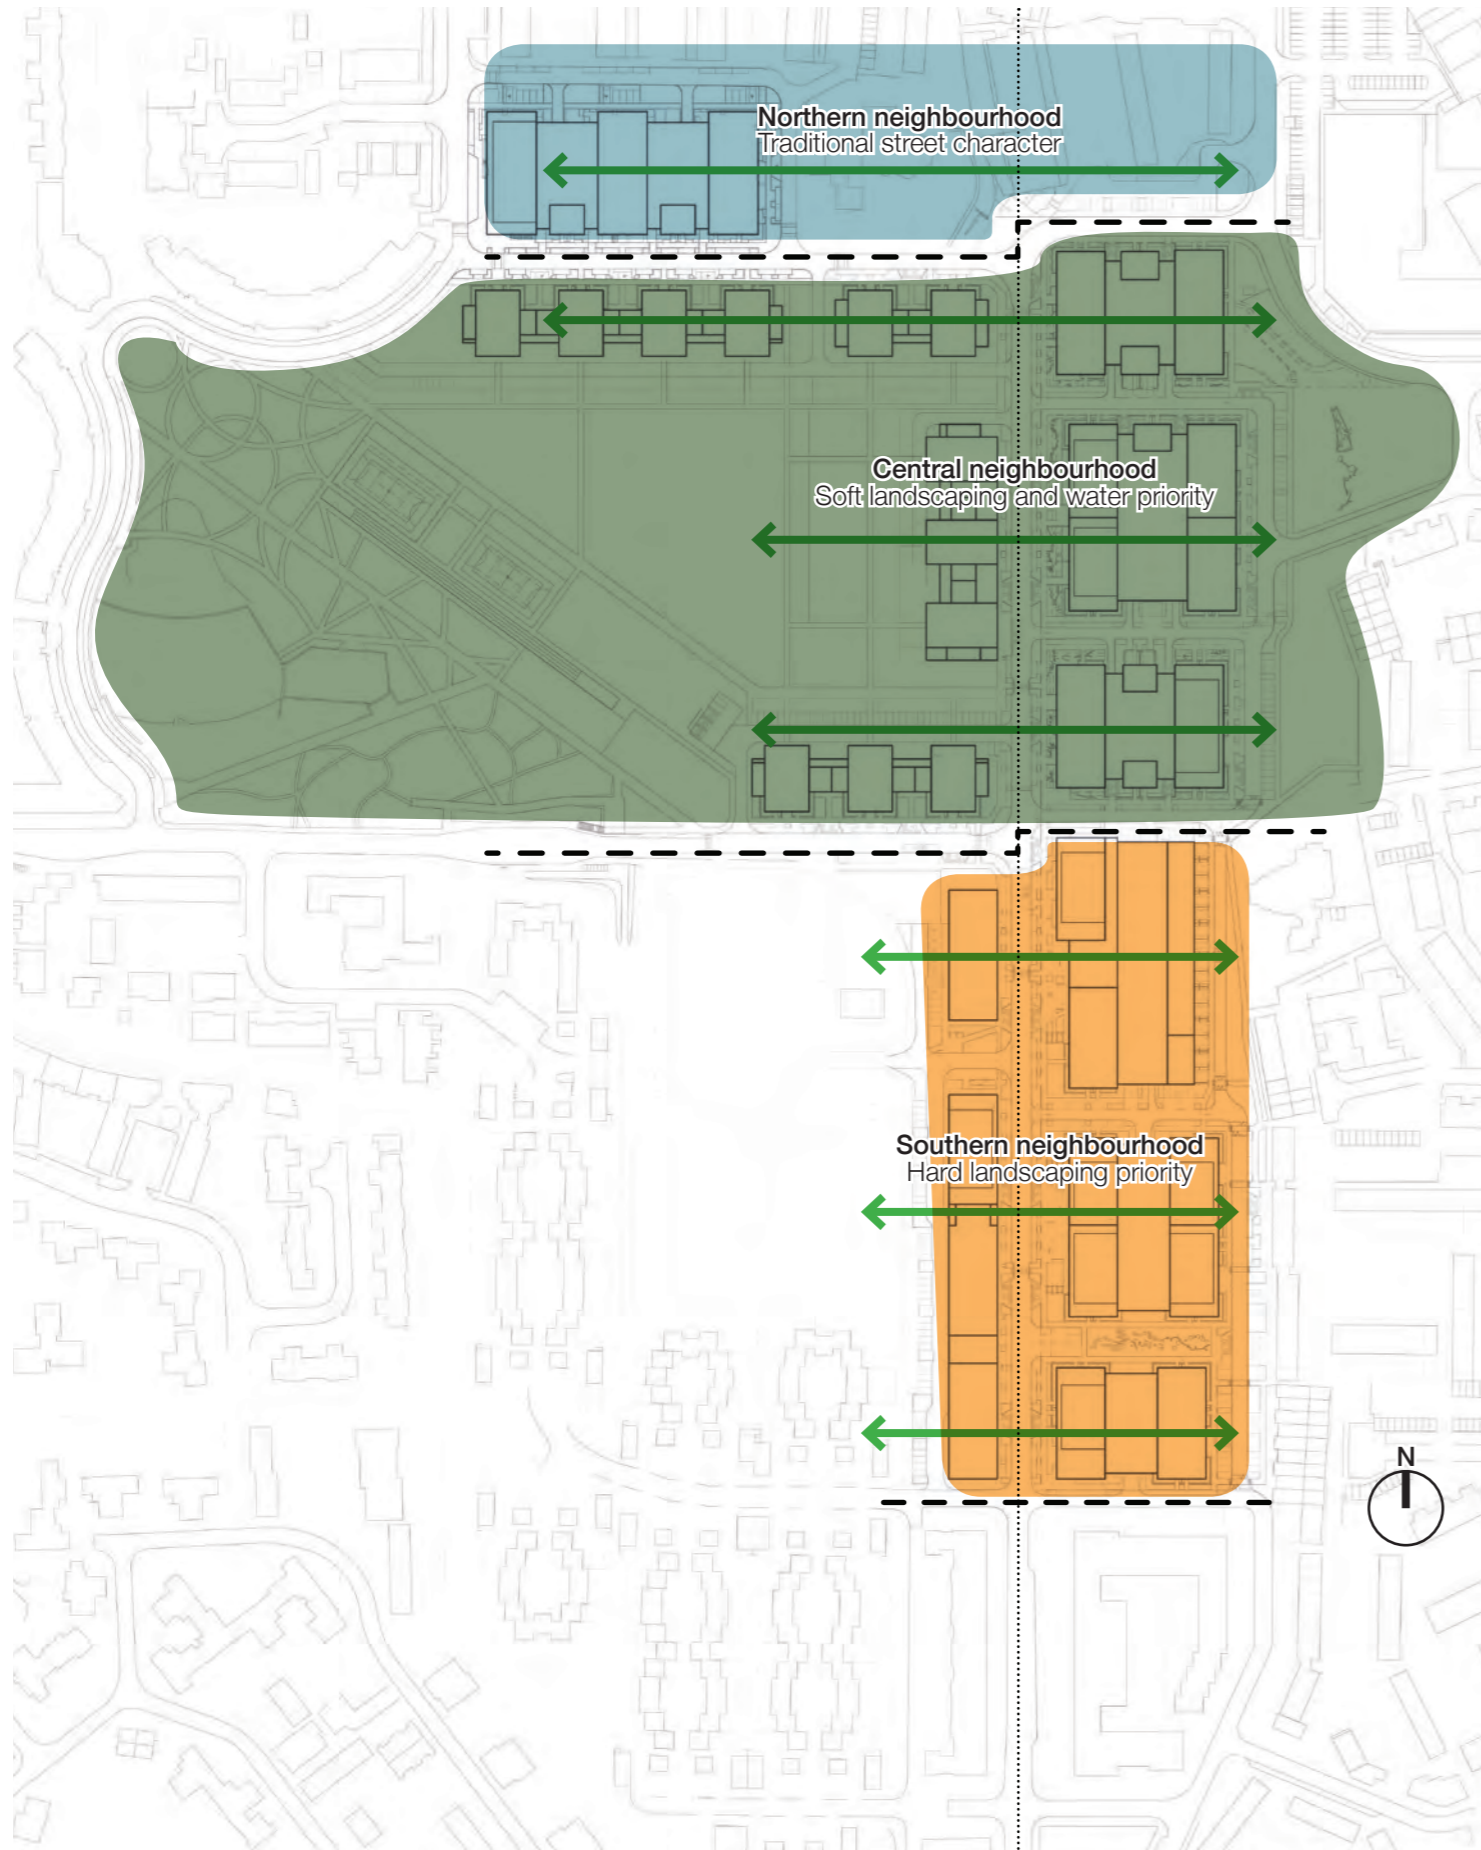 Northern neighbourhood
Traditional street character
Central neighbourhood
Soft landscaping and water priority
Southern neighbourhood
Hard landscaping priority
N